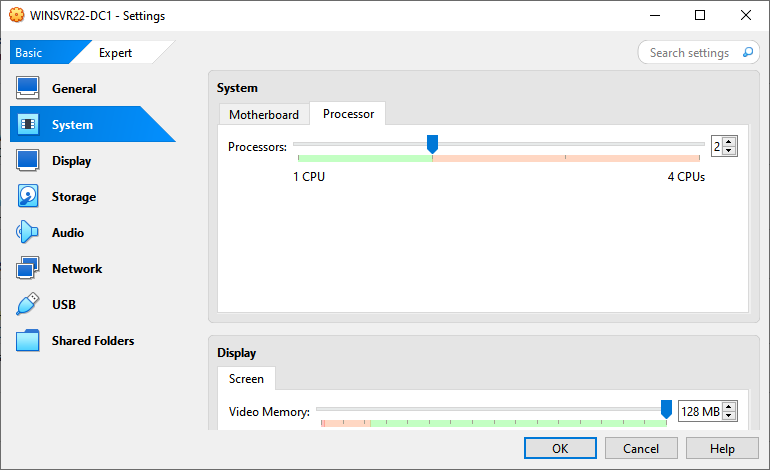 WINSVR22-DC1 - Settings
Basic Expert Search settings
General
System
Display
Storage
Audio
Network
USB
Shared Folders
System
Motherboard Processor
Processors: 2
1 CPU 4 CPUs
Display
Screen
Video Memory: 128 MB
OK Cancel Help